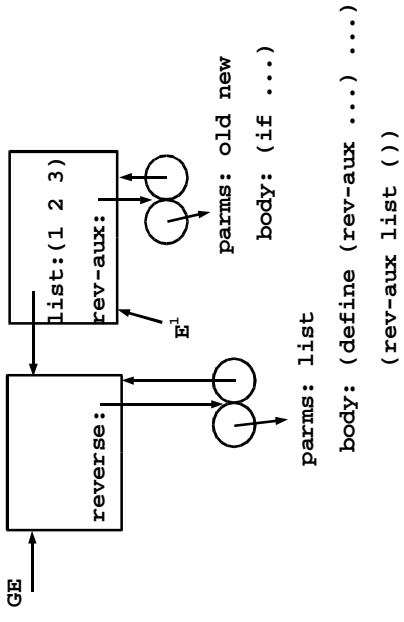 GE
reverse:
parms: list
body: (define (rev-aux ...) ...)
(rev-aux list ())
list:(1 2 3)
rev-aux:
E1
parms: old new
body: (if ...)